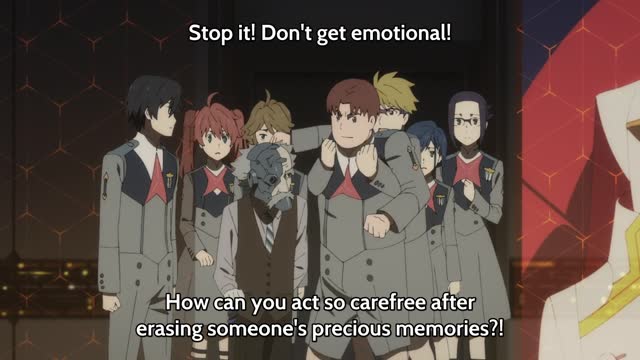 Stop it! Don't get emotional!
How can you act so carefree after
erasing someone's precious memories?!